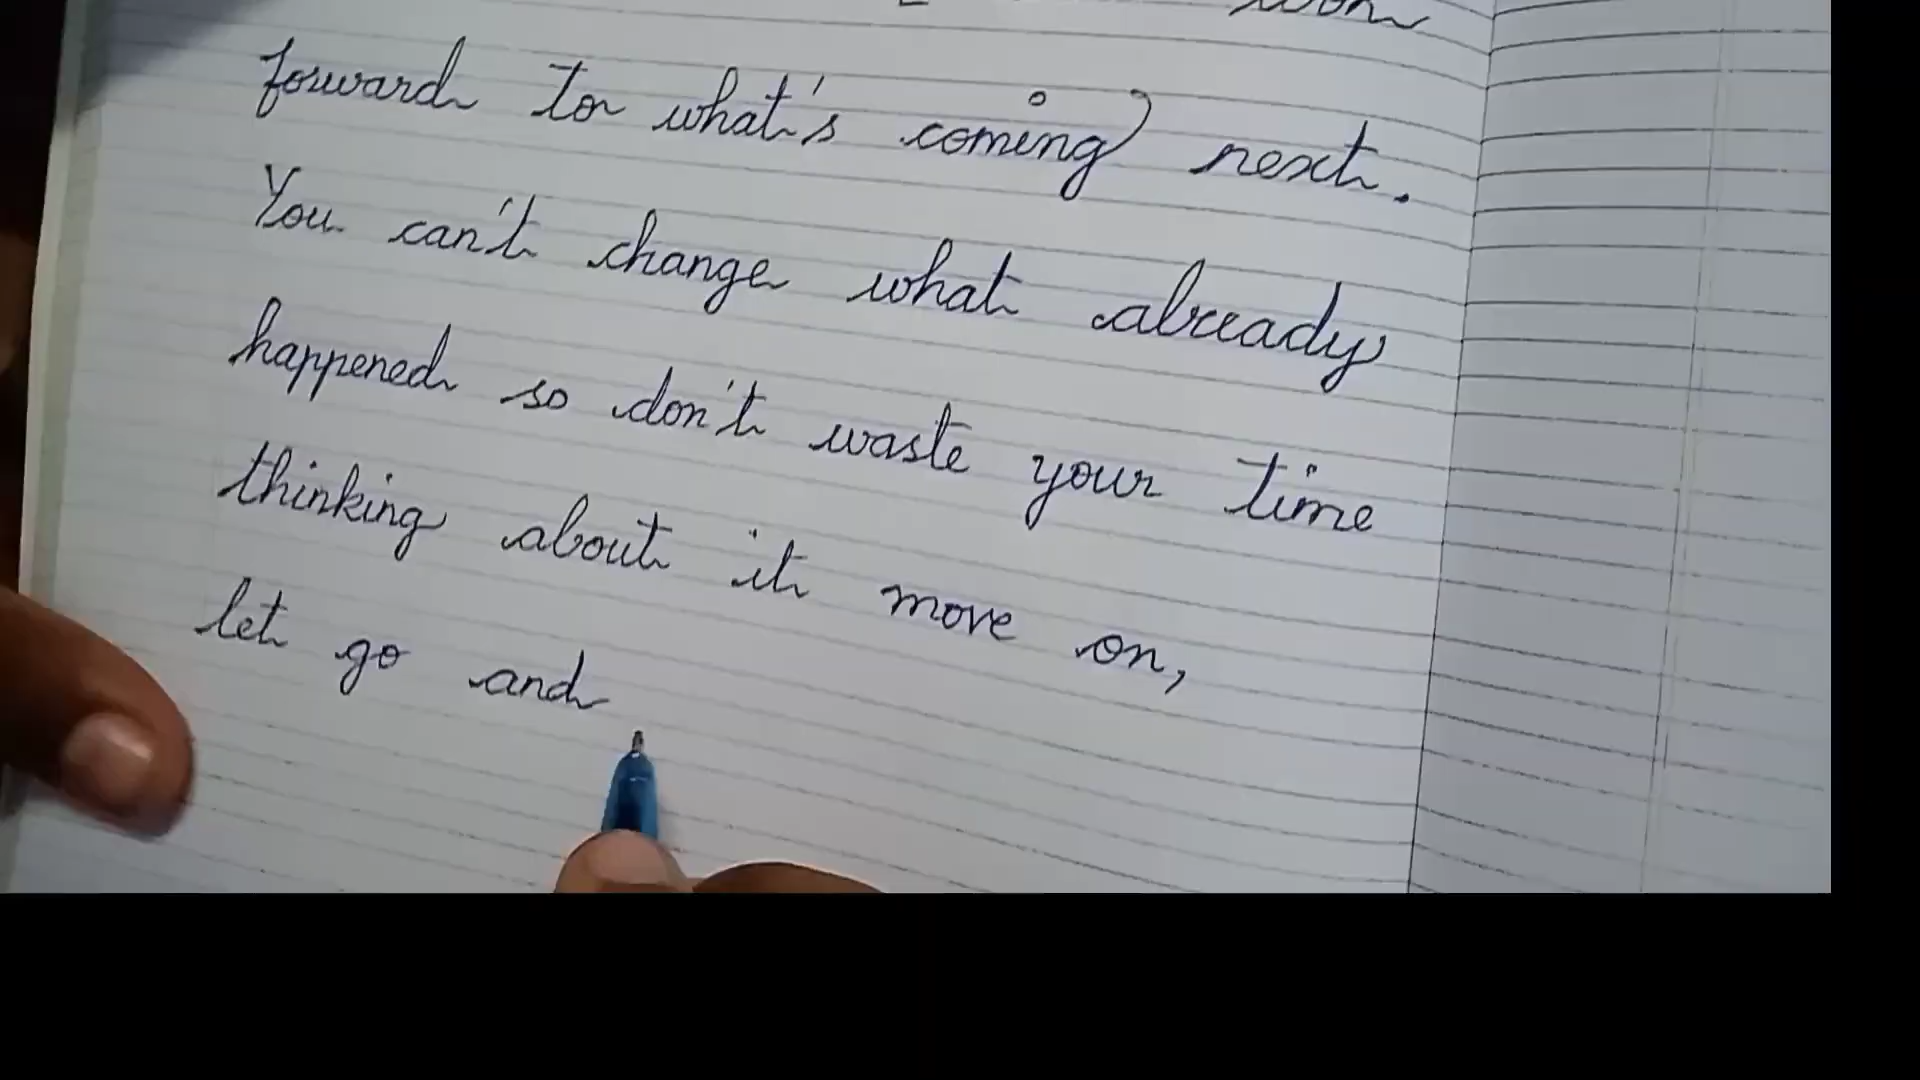 forward to what's coming next.
You can't change what already
happened so don't waste your time
thinking about it move on,
let go and